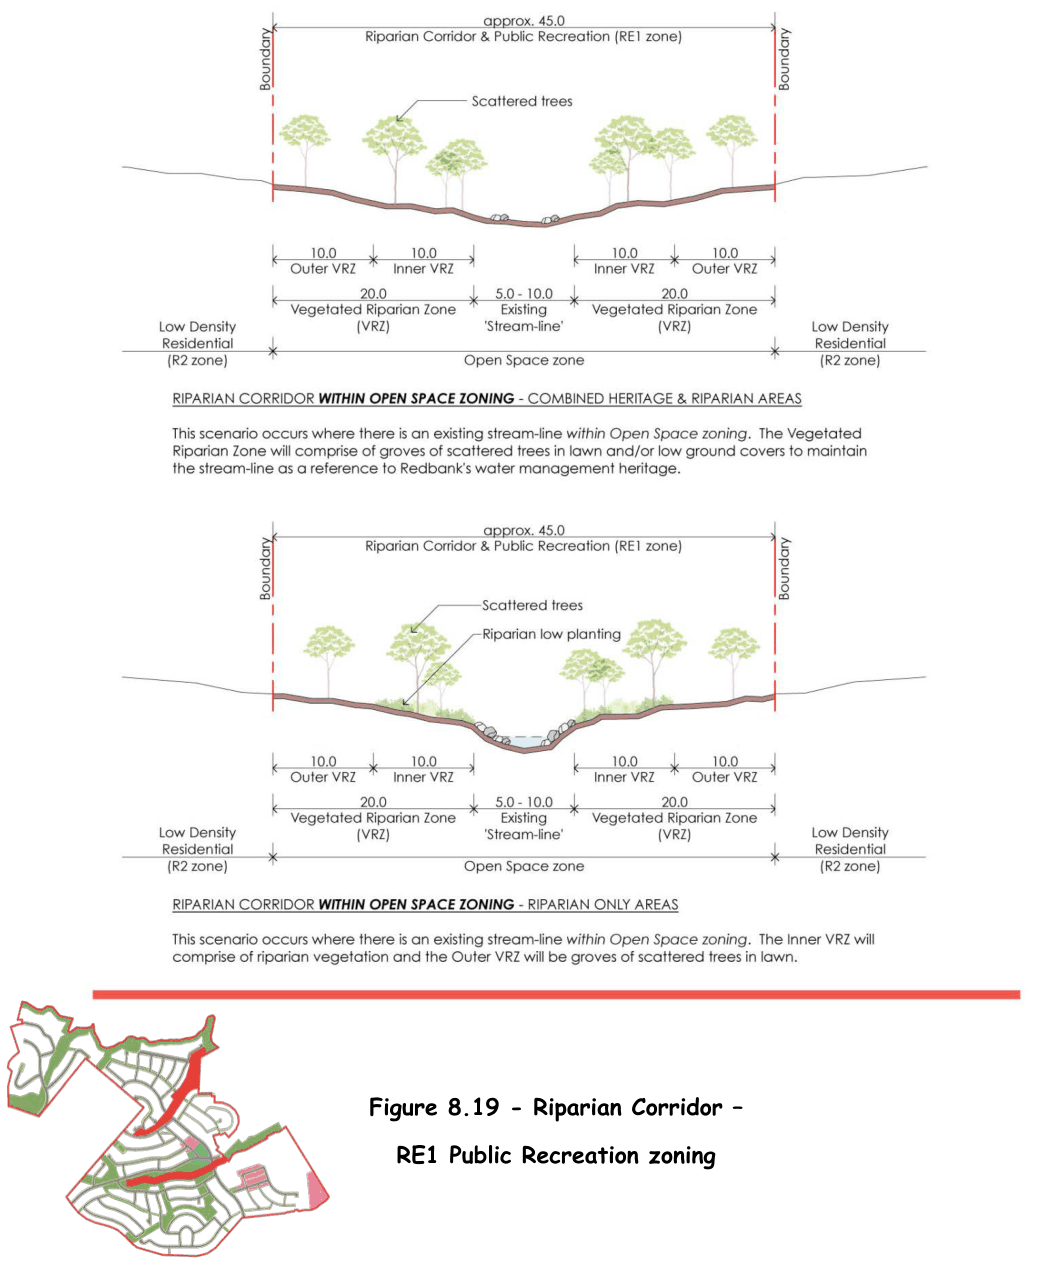 approx. 45.0
Riparian Corridor & Public Recreation (RE1 zone)
Boundary
Boundary
Scattered trees
10.0
10.0
10.0
10.0
Outer VRZ
Inner VRZ
Inner VRZ
Outer VRZ
20.0
5.0 - 10.0
20.0
Vegetated Riparian Zone
(VRZ)
Existing
'Stream-line'
Vegetated Riparian Zone
(VRZ)
Low Density
Residential
(R2 zone)
Open Space zone
Low Density
Residential
(R2 zone)
RIPARIAN CORRIDOR WITHIN OPEN SPACE ZONING - COMBINED HERITAGE & RIPARIAN AREAS
This scenario occurs where there is an existing stream-line within Open Space zoning. The Vegetated
Riparian Zone will comprise of groves of scattered trees in lawn and/or low ground covers to maintain
the stream-line as a reference to Redbank's water management heritage.
approx. 45.0
Riparian Corridor & Public Recreation (RE1 zone)
Boundary
Boundary
Scattered trees
Riparian low planting
10.0
10.0
10.0
10.0
Outer VRZ
Inner VRZ
Inner VRZ
Outer VRZ
20.0
5.0 - 10.0
20.0
Vegetated Riparian Zone
(VRZ)
Existing
'Stream-line'
Vegetated Riparian Zone
(VRZ)
Low Density
Residential
(R2 zone)
Open Space zone
Low Density
Residential
(R2 zone)
RIPARIAN CORRIDOR WITHIN OPEN SPACE ZONING - RIPARIAN ONLY AREAS
This scenario occurs where there is an existing stream-line within Open Space zoning. The Inner VRZ will
comprise of riparian vegetation and the Outer VRZ will be groves of scattered trees in lawn.
Figure 8.19 - Riparian Corridor –
RE1 Public Recreation zoning